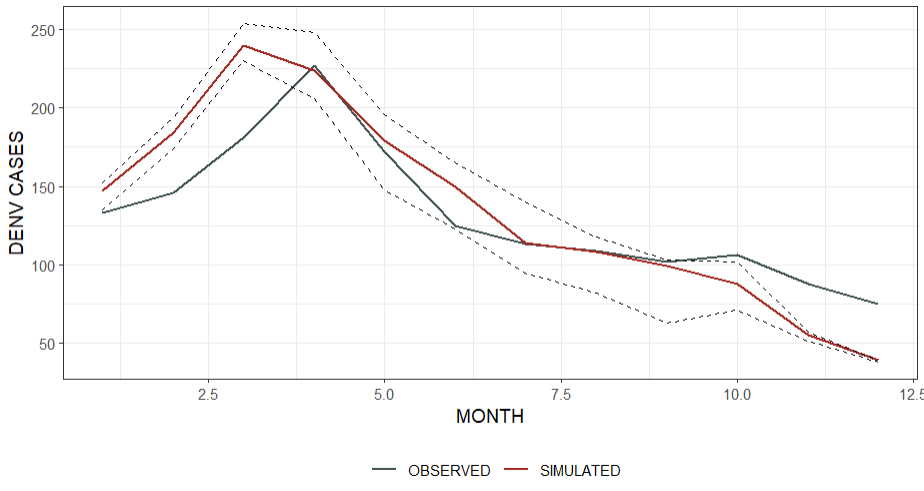 DENV CASES
250
200
150
100
50
2.5 5.0 7.5 10.0 12.5
MONTH
OBSERVED SIMULATED